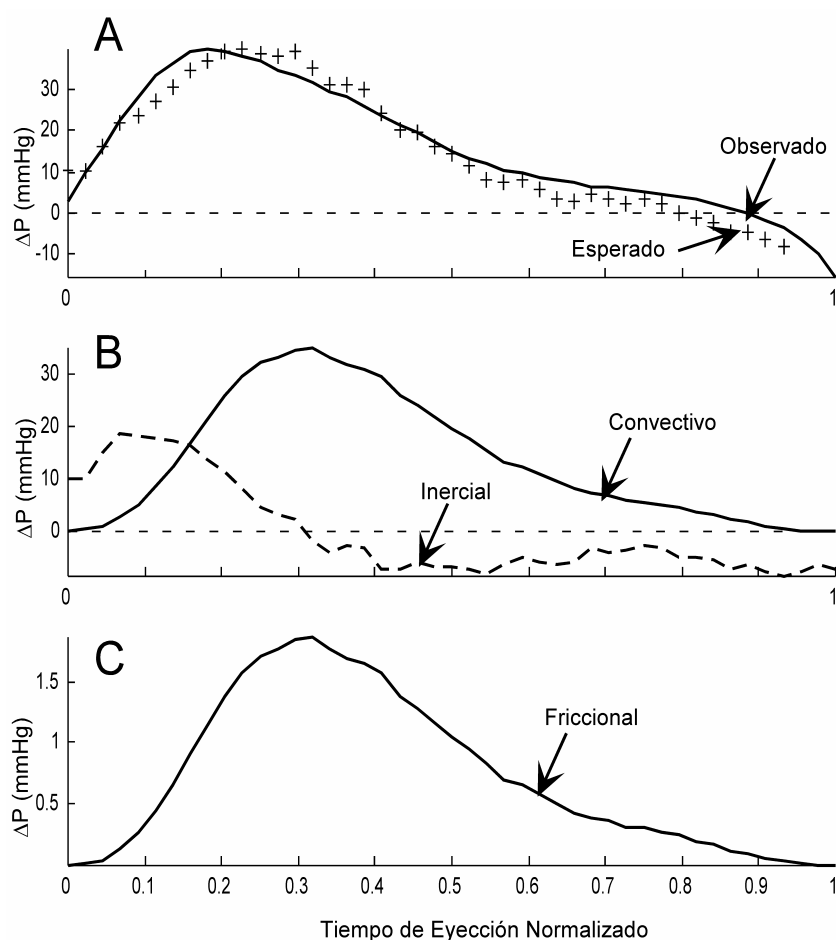 A
ΔP (mmHg)
30
20
10
0
-10
Observado
Esperado
0
1
B
ΔP (mmHg)
30
20
10
0
Convectivo
Inercial
0
1
C
ΔP (mmHg)
1.5
1
0.5
Friccional
0 0.1 0.2 0.3 0.4 0.5 0.6 0.7 0.8 0.9 1
Tiempo de Eyección Normalizado